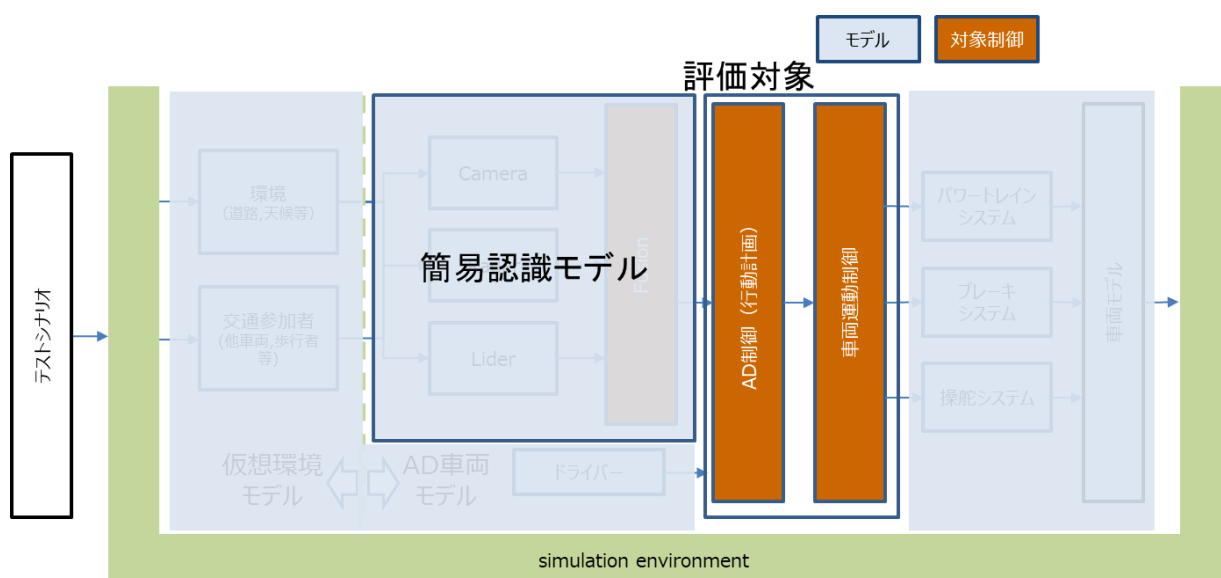 モデル
対象制御
評価対象
テストシナリオ
環境
(道路,天候等)
交通参加者
(他車両,歩行者
等)
Camera
簡易認識モデル
Lider
Fusion
AD制御（行動計画）
車両運動制御
パワートレイン
システム
ブレーキ
システム
操舵システム
車両モデル
仮想環境
モデル
AD車両
モデル
ドライバー
simulation environment